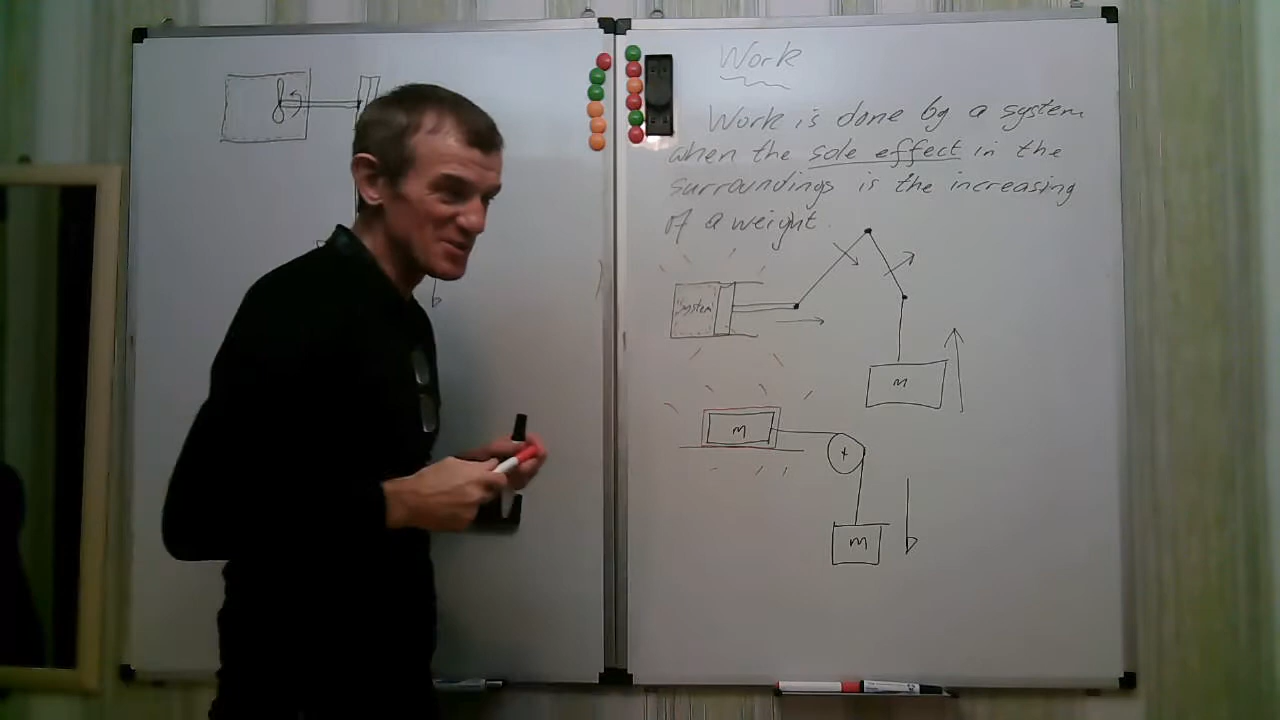 Work
Work is done by a system
when the sole effect in the
surroundings is the increasing
of a weight.
System
m
m
m